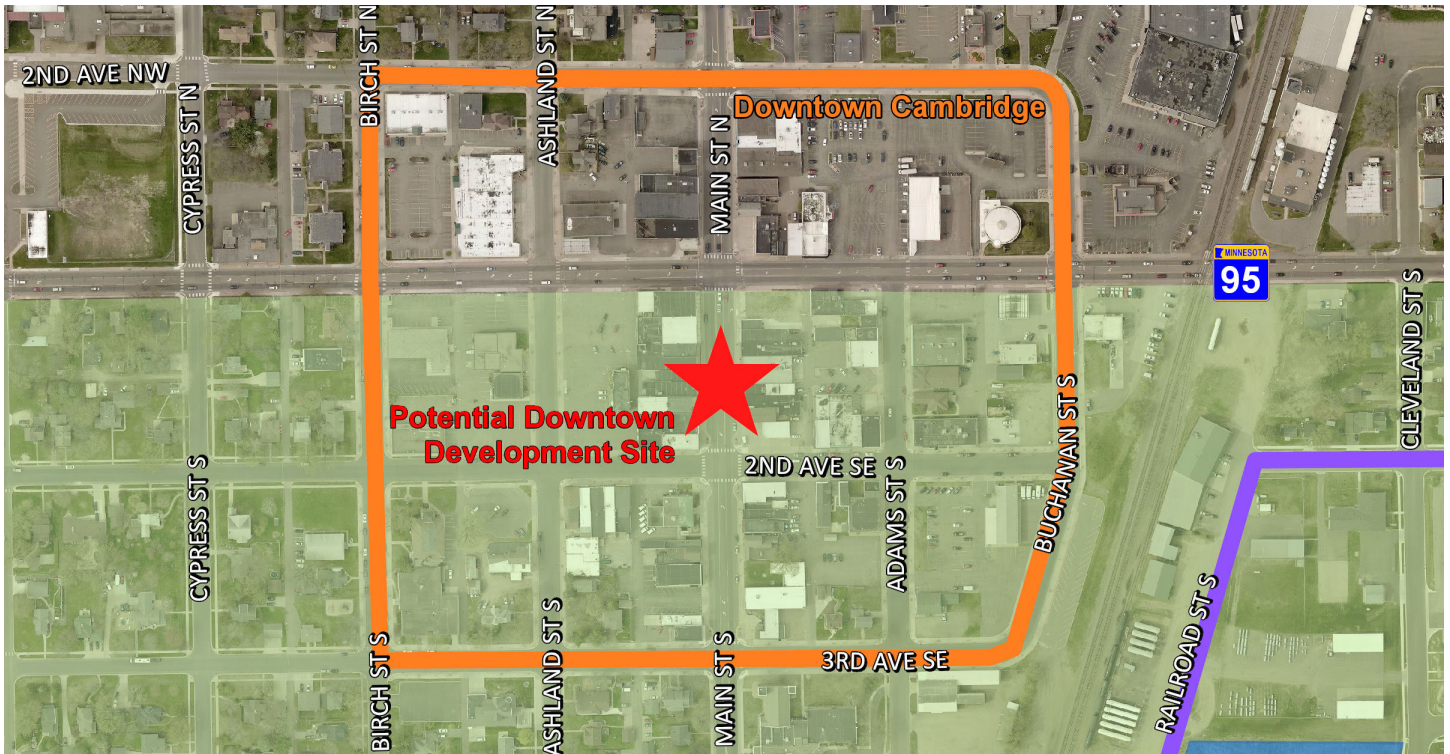 2ND AVE NW
CYPRESS ST N
BIRCH ST N
ASHLAND ST N
MAIN ST N
Downtown Cambridge
MINNESOTA
95
Potential Downtown
Development Site
2ND AVE SE
CYPRESS ST S
BIRCH ST S
ASHLAND ST S
MAIN ST S
ADAMS ST S
BUCHANAN ST S
3RD AVE SE
RAILROAD ST S
CLEVELAND ST S